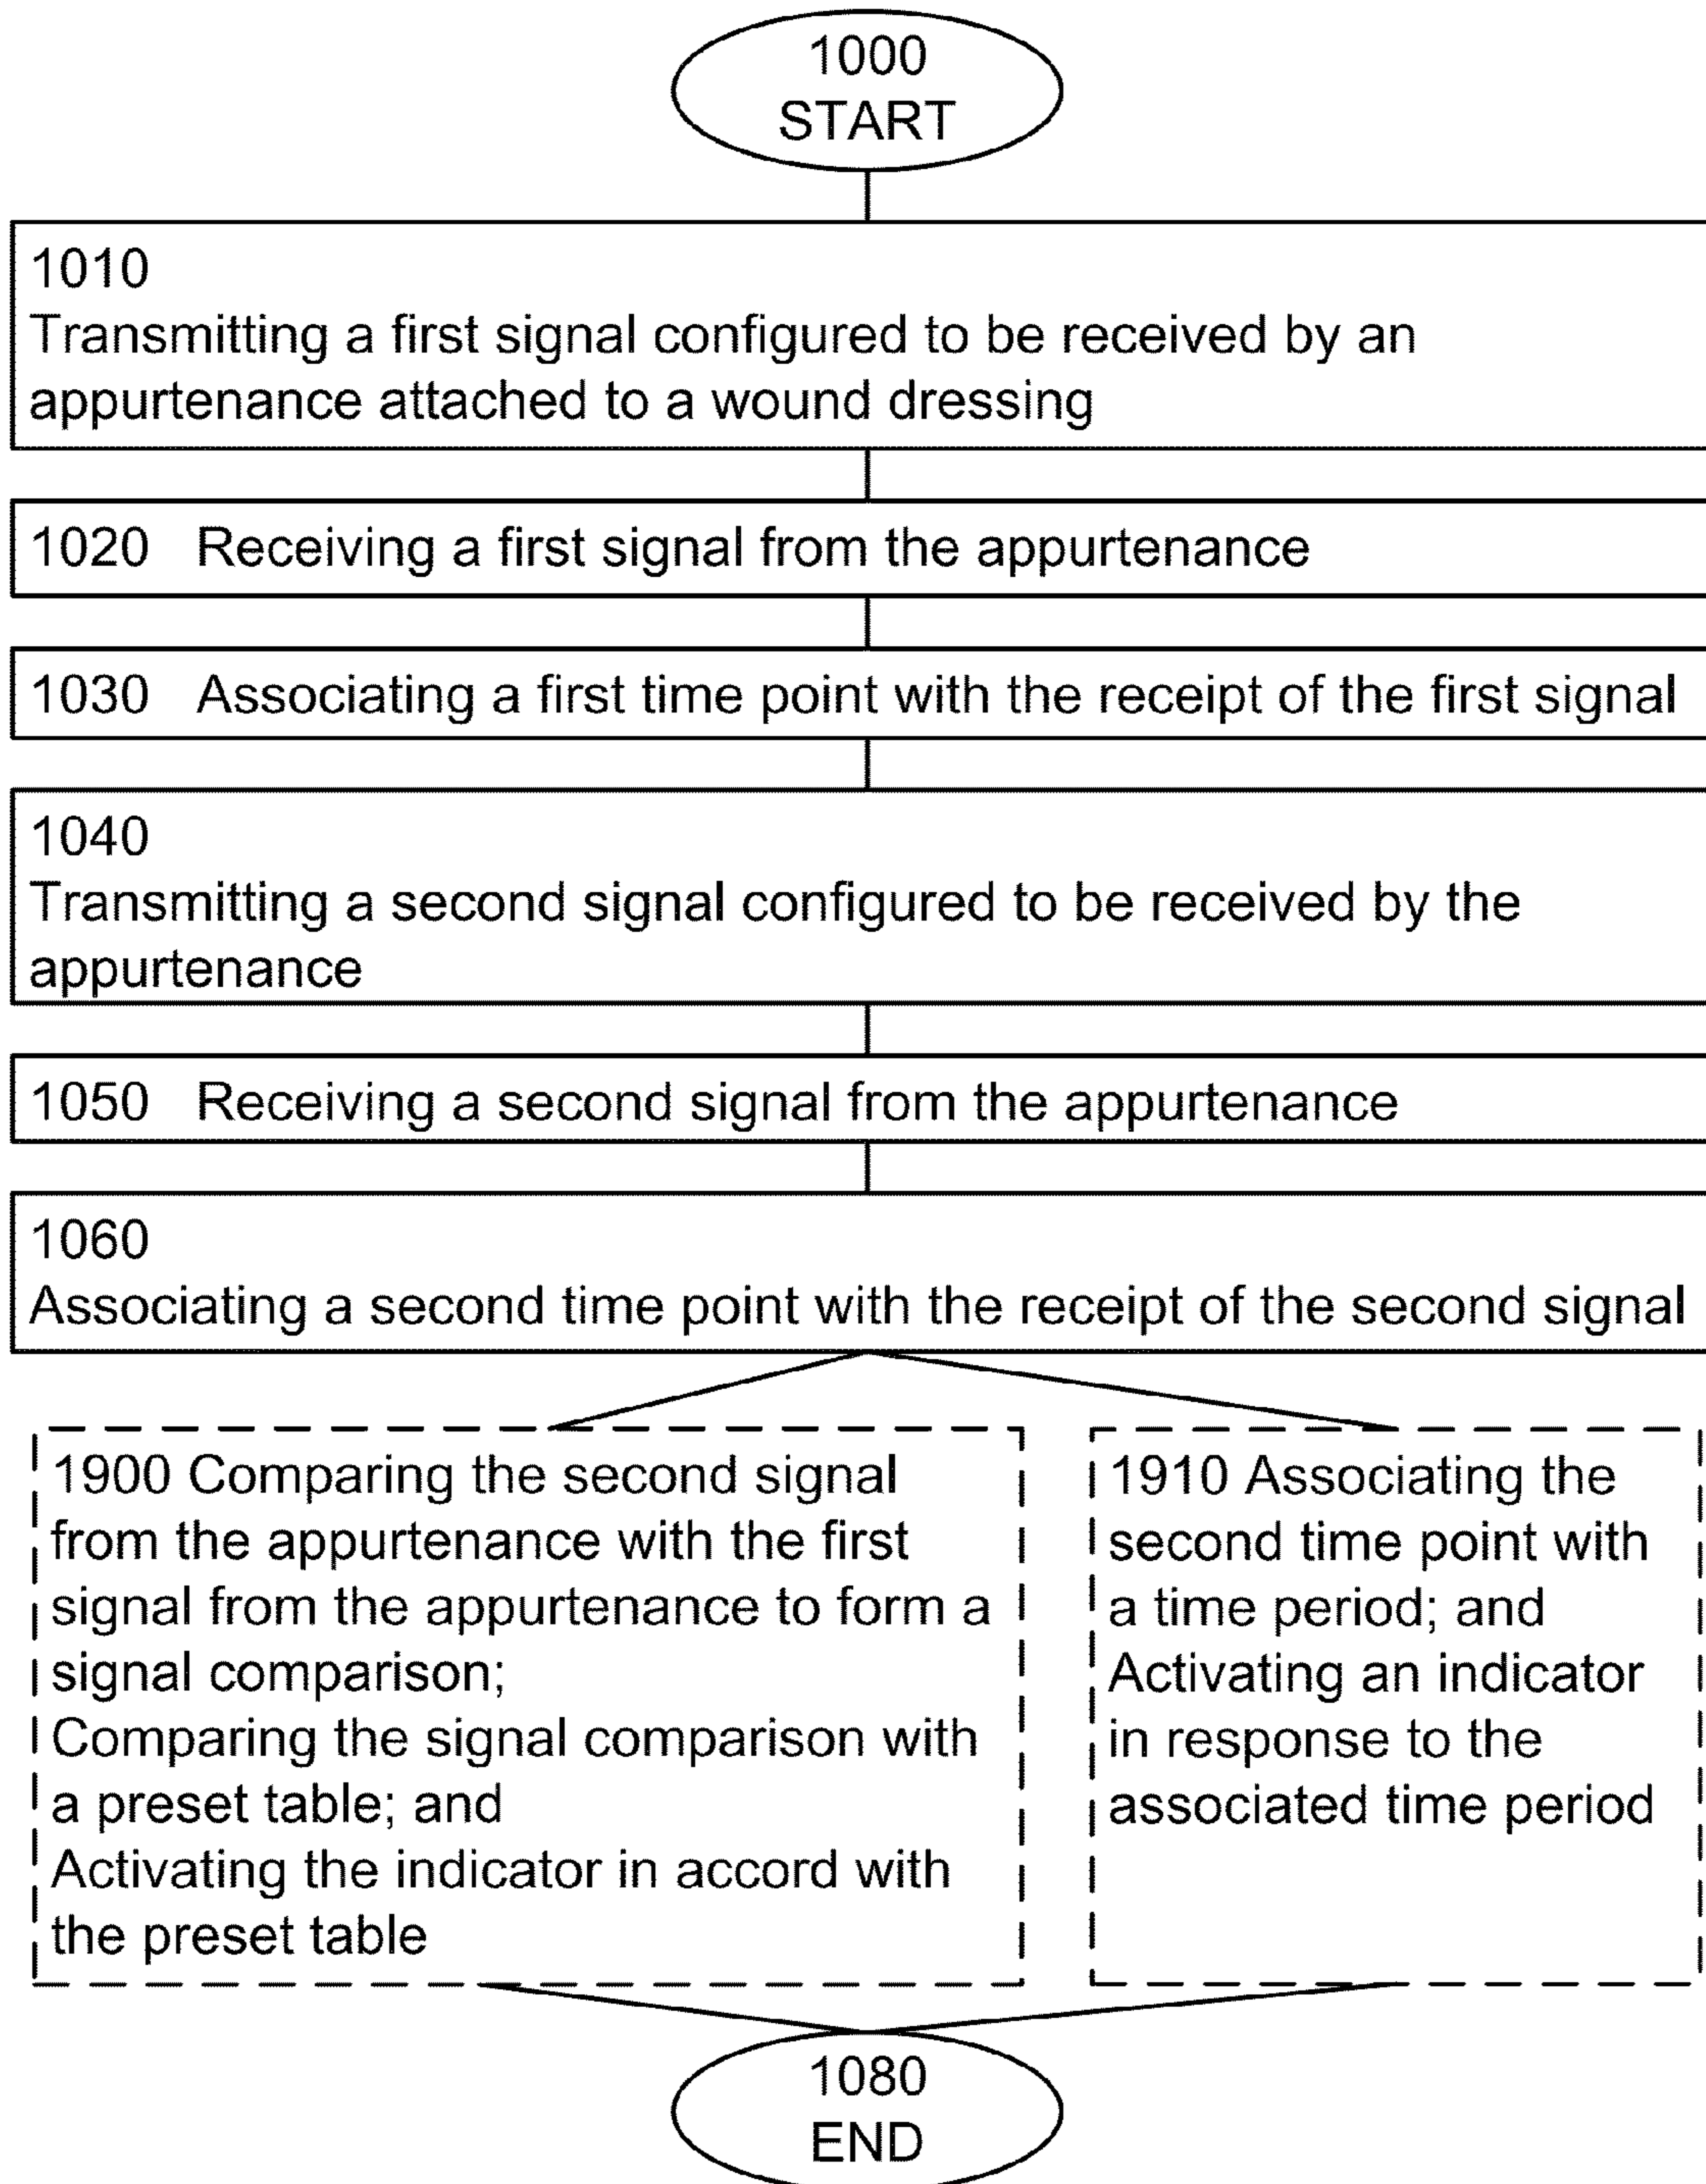 1000
START
1010
Transmitting a first signal configured to be received by an
appurtenance attached to a wound dressing
1020 Receiving a first signal from the appurtenance
1030 Associating a first time point with the receipt of the first signal
1040
Transmitting a second signal configured to be received by the
appurtenance
1050 Receiving a second signal from the appurtenance
1060
Associating a second time point with the receipt of the second signal
1900 Comparing the second signal
from the appurtenance with the first
signal from the appurtenance to form a
signal comparison;
Comparing the signal comparison with
a preset table; and
Activating the indicator in accord with
the preset table
1910 Associating the
second time point with
a time period; and
Activating an indicator
in response to the
associated time period
1080
END